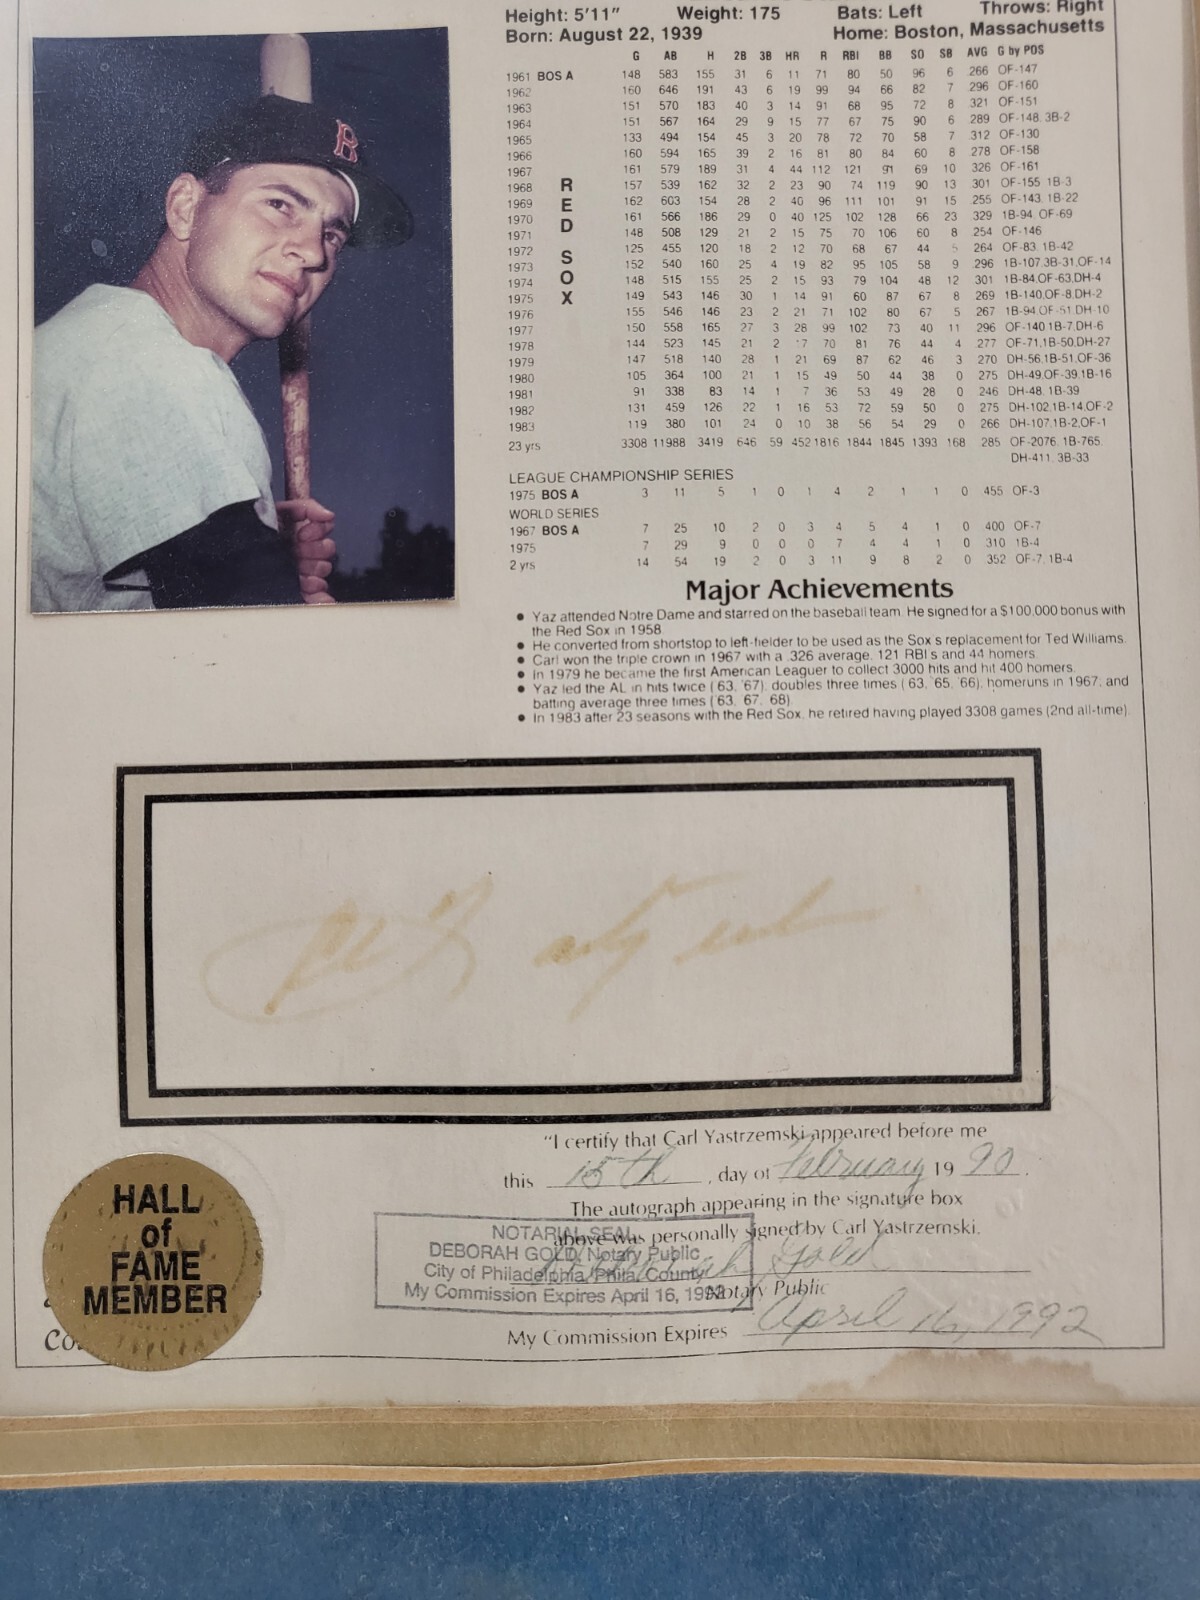 Height: 5'11" Weight: 175 Bats: Left Throws: Right
Born: August 22, 1939 Home: Boston, Massachusetts
G AB H 2B 3B HR R RBI BB SO SB AVG G by POS
1961 BOS A 148 583 155 31 6 11 71 80 50 96 6 266 OF-147
1962 160 646 191 43 6 19 99 94 66 82 7 296 OF-160
1963 151 570 183 40 3 14 91 68 95 72 8 321 OF-151
1964 151 567 164 29 9 15 77 67 75 90 6 289 OF-148, 3B-2
1965 133 494 154 45 3 20 78 72 70 58 7 312 OF-130
1966 160 594 165 39 2 16 81 80 84 60 8 278 OF-158
1967 161 579 189 31 4 44 112 121 91 69 10 326 OF-161
1968 157 539 162 32 2 23 90 74 119 90 13 301 OF-155 1B-3
1969 162 603 154 28 2 40 96 111 101 91 15 255 OF-143, 1B-22
1970 161 566 186 29 0 40 125 102 128 66 23 329 1B-94, OF-69
1971 148 508 129 21 2 15 75 70 106 60 8 254 OF-146
1972 125 455 120 18 2 12 70 68 67 44 5 264 OF-83, 1B-42
1973 152 540 160 25 4 19 82 95 105 58 9 296 1B-107,3B-31,OF-14
1974 148 515 155 25 2 15 93 79 104 48 12 301 1B-84,OF-63,DH-4
1975 149 543 146 30 1 14 91 60 87 67 8 269 1B-140,OF-8,DH-2
1976 155 546 146 23 2 21 71 102 80 67 5 267 1B-94,OF-51,DH-10
1977 150 558 165 27 3 28 99 102 73 40 11 296 OF-140 1B-7,DH-6
1978 144 523 145 21 2 17 70 81 76 44 4 277 OF-71,1B-50,DH-27
1979 147 518 140 28 1 21 69 87 62 46 3 270 DH-56,1B-51,OF-36
1980 105 364 100 21 1 15 49 50 44 38 0 275 DH-49,OF-39,1B-16
1981 91 338 83 14 1 7 36 53 49 28 0 246 DH-48, 1B-39
1982 131 459 126 22 1 16 53 72 59 50 0 275 DH-102,1B-14,OF-2
1983 119 380 101 24 0 10 38 56 54 29 0 266 DH-107,1B-2,OF-1
23 yrs 3308 11988 3419 646 59 452 1816 1844 1845 1393 168 285 OF-2076, 1B-765,
DH-411, 3B-33
RED SOX
LEAGUE CHAMPIONSHIP SERIES
1975 BOS A 3 11 5 1 0 1 4 2 1 1 0 455 OF-3
WORLD SERIES
1967 BOS A 7 25 10 2 0 3 4 5 4 1 0 400 OF-7
1975 7 29 9 0 0 0 7 4 4 1 0 310 1B-4
2 yrs 14 54 19 2 0 3 11 9 8 2 0 352 OF-7, 1B-4
Major Achievements
• Yaz attended Notre Dame and starred on the baseball team. He signed for a $100,000 bonus with
the Red Sox in 1958.
• He converted from shortstop to left-fielder to be used as the Sox's replacement for Ted Williams.
• Carl won the triple crown in 1967 with a .326 average, 121 RBI's and 44 homers.
• In 1979 he became the first American Leaguer to collect 3000 hits and hit 400 homers.
• Yaz led the AL in hits twice ('63, '67), doubles three times ('63, '65, '66), homeruns in 1967; and
batting average three times ('63, '67, '68).
• In 1983 after 23 seasons with the Red Sox, he retired having played 3308 games (2nd all-time).
"I certify that Carl Yastrzemski appeared before me
this 15th, day of February 1990.
The autograph appearing in the signature box
above was personally signed by Carl Yastrzemski.
Deborah Gold
Notary Public
My Commission Expires April 16, 1992
NOTARIAL SEAL
DEBORAH GOLD, Notary Public
City of Philadelphia, Phila. County
My Commission Expires April 16, 1992
HALL
of
FAME
MEMBER
B